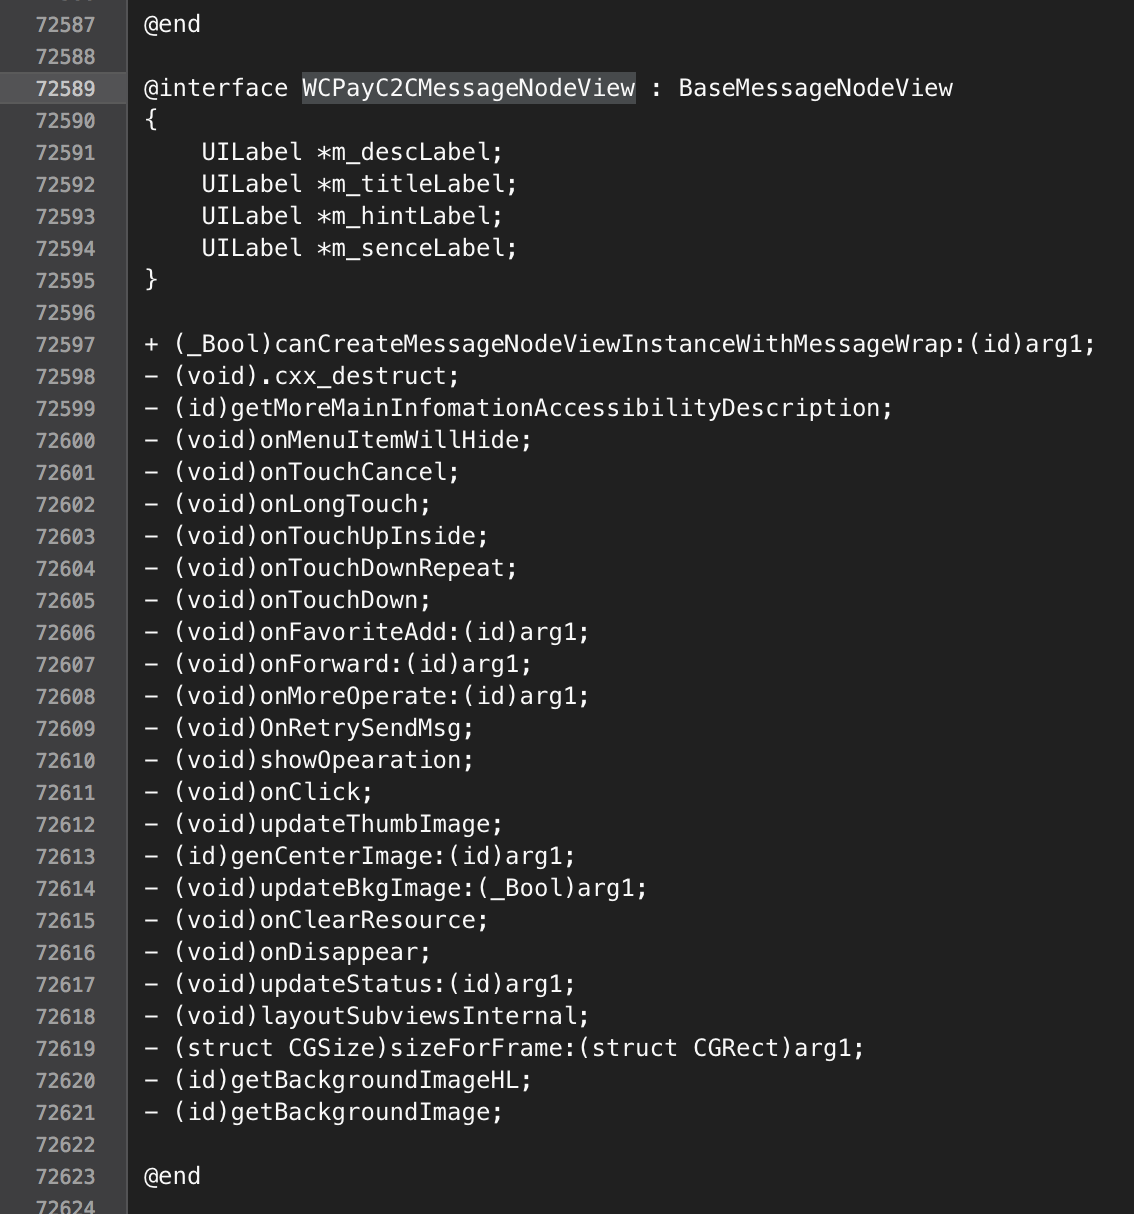 72587 @end
72588
72589 @interface WCPayC2CMessageNodeView : BaseMessageNodeView
72590 {
72591     UILabel *m_descLabel;
72592     UILabel *m_titleLabel;
72593     UILabel *m_hintLabel;
72594     UILabel *m_senceLabel;
72595 }
72596
72597 + (_Bool)canCreateMessageNodeViewInstanceWithMessageWrap:(id)arg1;
72598 - (void).cxx_destruct;
72599 - (id)getMoreMainInfomationAccessibilityDescription;
72600 - (void)onMenuItemWillHide;
72601 - (void)onTouchCancel;
72602 - (void)onLongTouch;
72603 - (void)onTouchUpInside;
72604 - (void)onTouchDownRepeat;
72605 - (void)onTouchDown;
72606 - (void)onFavoriteAdd:(id)arg1;
72607 - (void)onForward:(id)arg1;
72608 - (void)onMoreOperate:(id)arg1;
72609 - (void)OnRetrySendMsg;
72610 - (void)showOpearation;
72611 - (void)onClick;
72612 - (void)updateThumbImage;
72613 - (id)genCenterImage:(id)arg1;
72614 - (void)updateBkgImage:(_Bool)arg1;
72615 - (void)onClearResource;
72616 - (void)onDisappear;
72617 - (void)updateStatus:(id)arg1;
72618 - (void)layoutSubviewsInternal;
72619 - (struct CGSize)sizeForFrame:(struct CGRect)arg1;
72620 - (id)getBackgroundImageHL;
72621 - (id)getBackgroundImage;
72622
72623 @end
72624